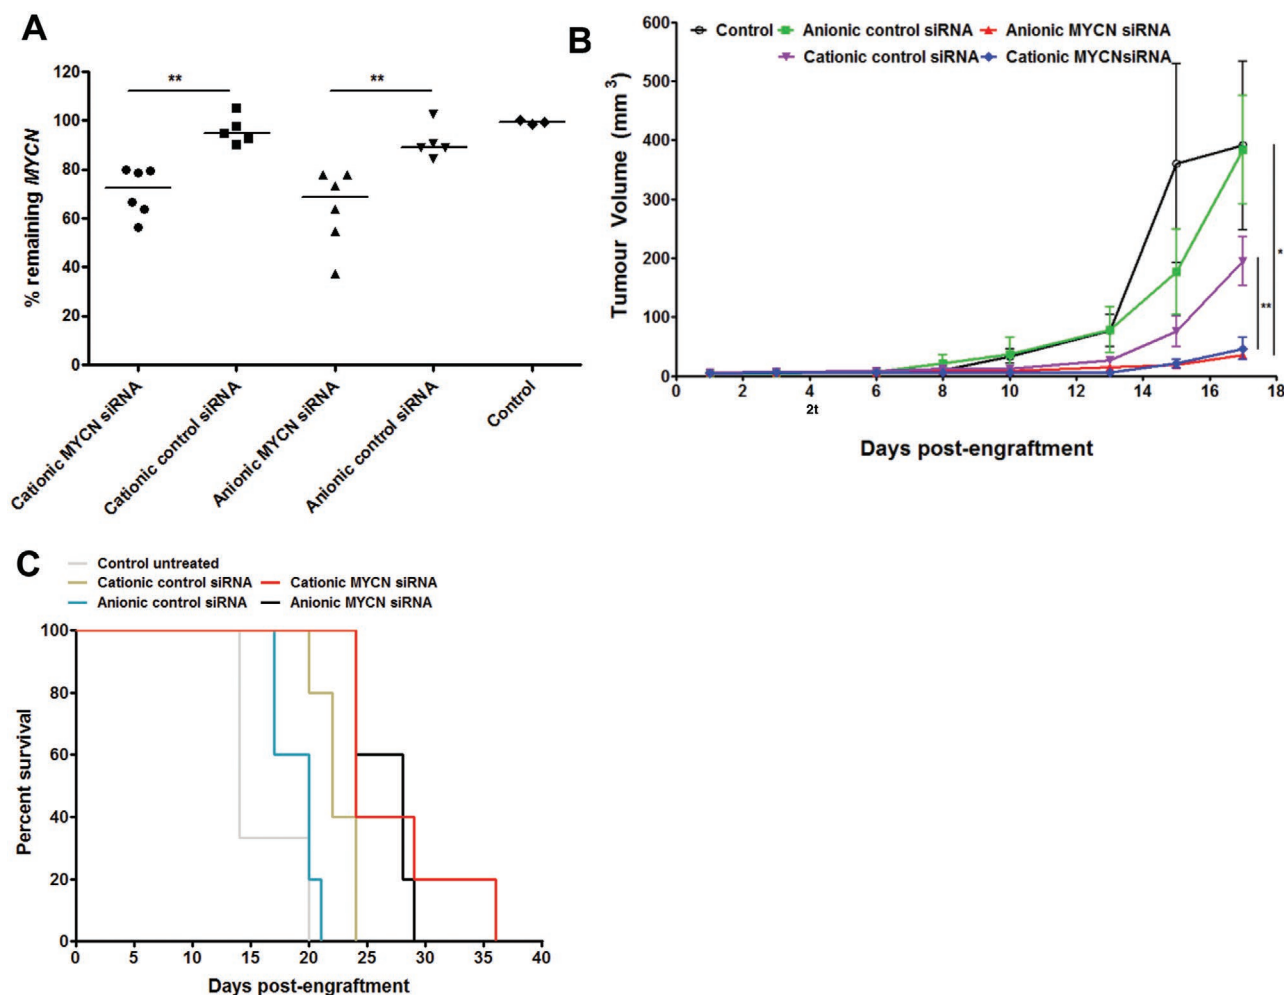 A
120
100
80
60
40
20
0
% remaining MYCN
**
**
Cationic MYCN siRNA
Cationic control siRNA
Anionic MYCN siRNA
Anionic control siRNA
Control
B
Control
Anionic control siRNA
Anionic MYCN siRNA
Cationic control siRNA
Cationic MYCNsiRNA
600
500
400
300
200
100
0
Tumour Volume (mm³)
*
**
0 2 4 6 8 10 12 14 16 18
2t
Days post-engraftment
C
Control untreated
Cationic control siRNA
Cationic MYCN siRNA
Anionic control siRNA
Anionic MYCN siRNA
100
80
60
40
20
0
Percent survival
0 5 10 15 20 25 30 35 40
Days post-engraftment